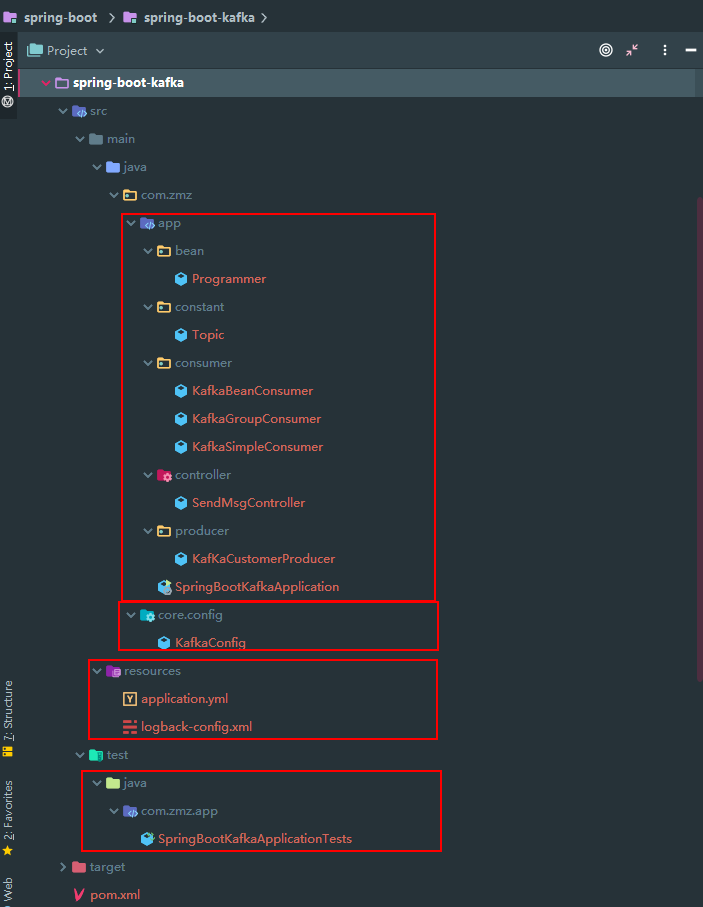 spring-boot > spring-boot-kafka >
Project
1: Project
spring-boot-kafka
src
main
java
com.zmz
app
bean
Programmer
constant
Topic
consumer
KafkaBeanConsumer
KafkaGroupConsumer
KafkaSimpleConsumer
controller
SendMsgController
producer
KafKaCustomerProducer
SpringBootKafkaApplication
core.config
KafkaConfig
resources
application.yml
logback-config.xml
test
java
com.zmz.app
SpringBootKafkaApplicationTests
target
pom.xml
7: Structure
2: Favorites
Web